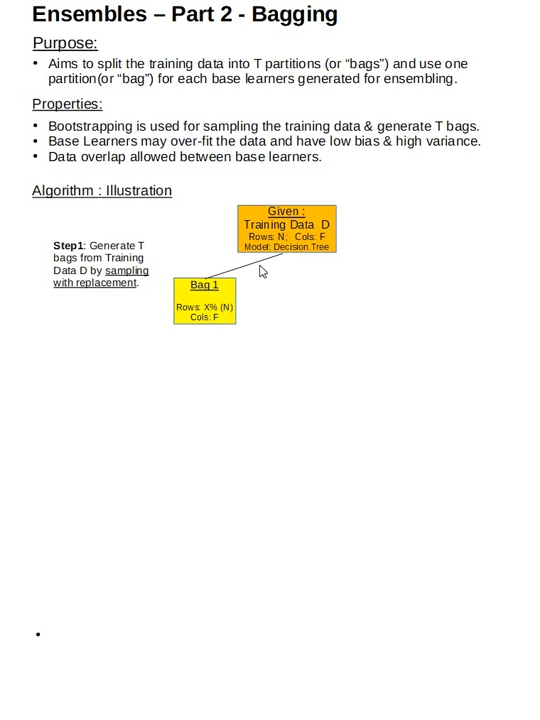 Ensembles – Part 2 - Bagging
Purpose:
• Aims to split the training data into T partitions (or “bags”) and use one
partition(or “bag”) for each base learners generated for ensembling.
Properties:
• Bootstrapping is used for sampling the training data & generate T bags.
• Base Learners may over-fit the data and have low bias & high variance.
• Data overlap allowed between base learners.
Algorithm : Illustration
Given :
Training Data D
Rows: N; Cols: F
Model: Decision.Tree
Step1: Generate T
bags from Training
Data D by sampling
with replacement.
Bag 1
Rows: X% (N)
Cols: F
•